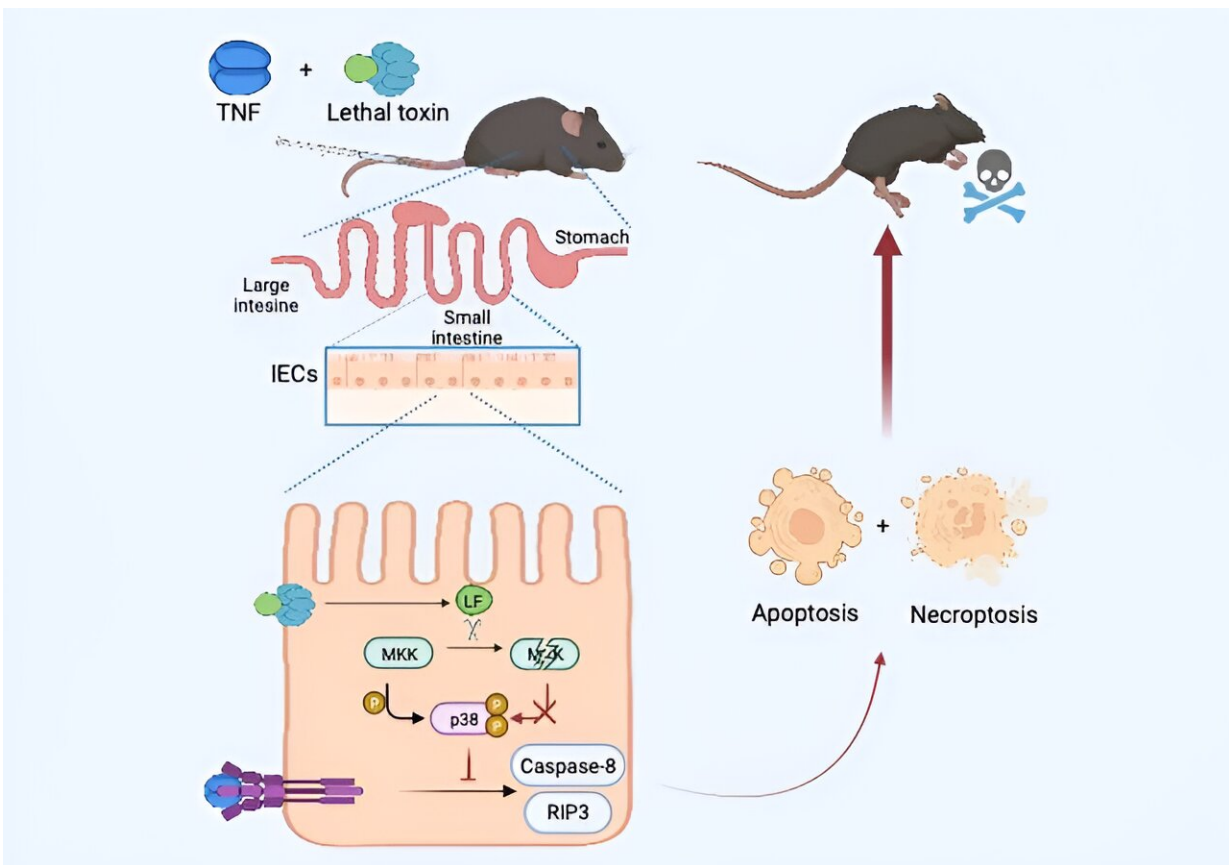 TNF
+
Lethal toxin
Stomach
Large
intesine
Small
intestine
IECs
LF
MKK
P
p38
P
P
Caspase-8
RIP3
+
Apoptosis
Necroptosis